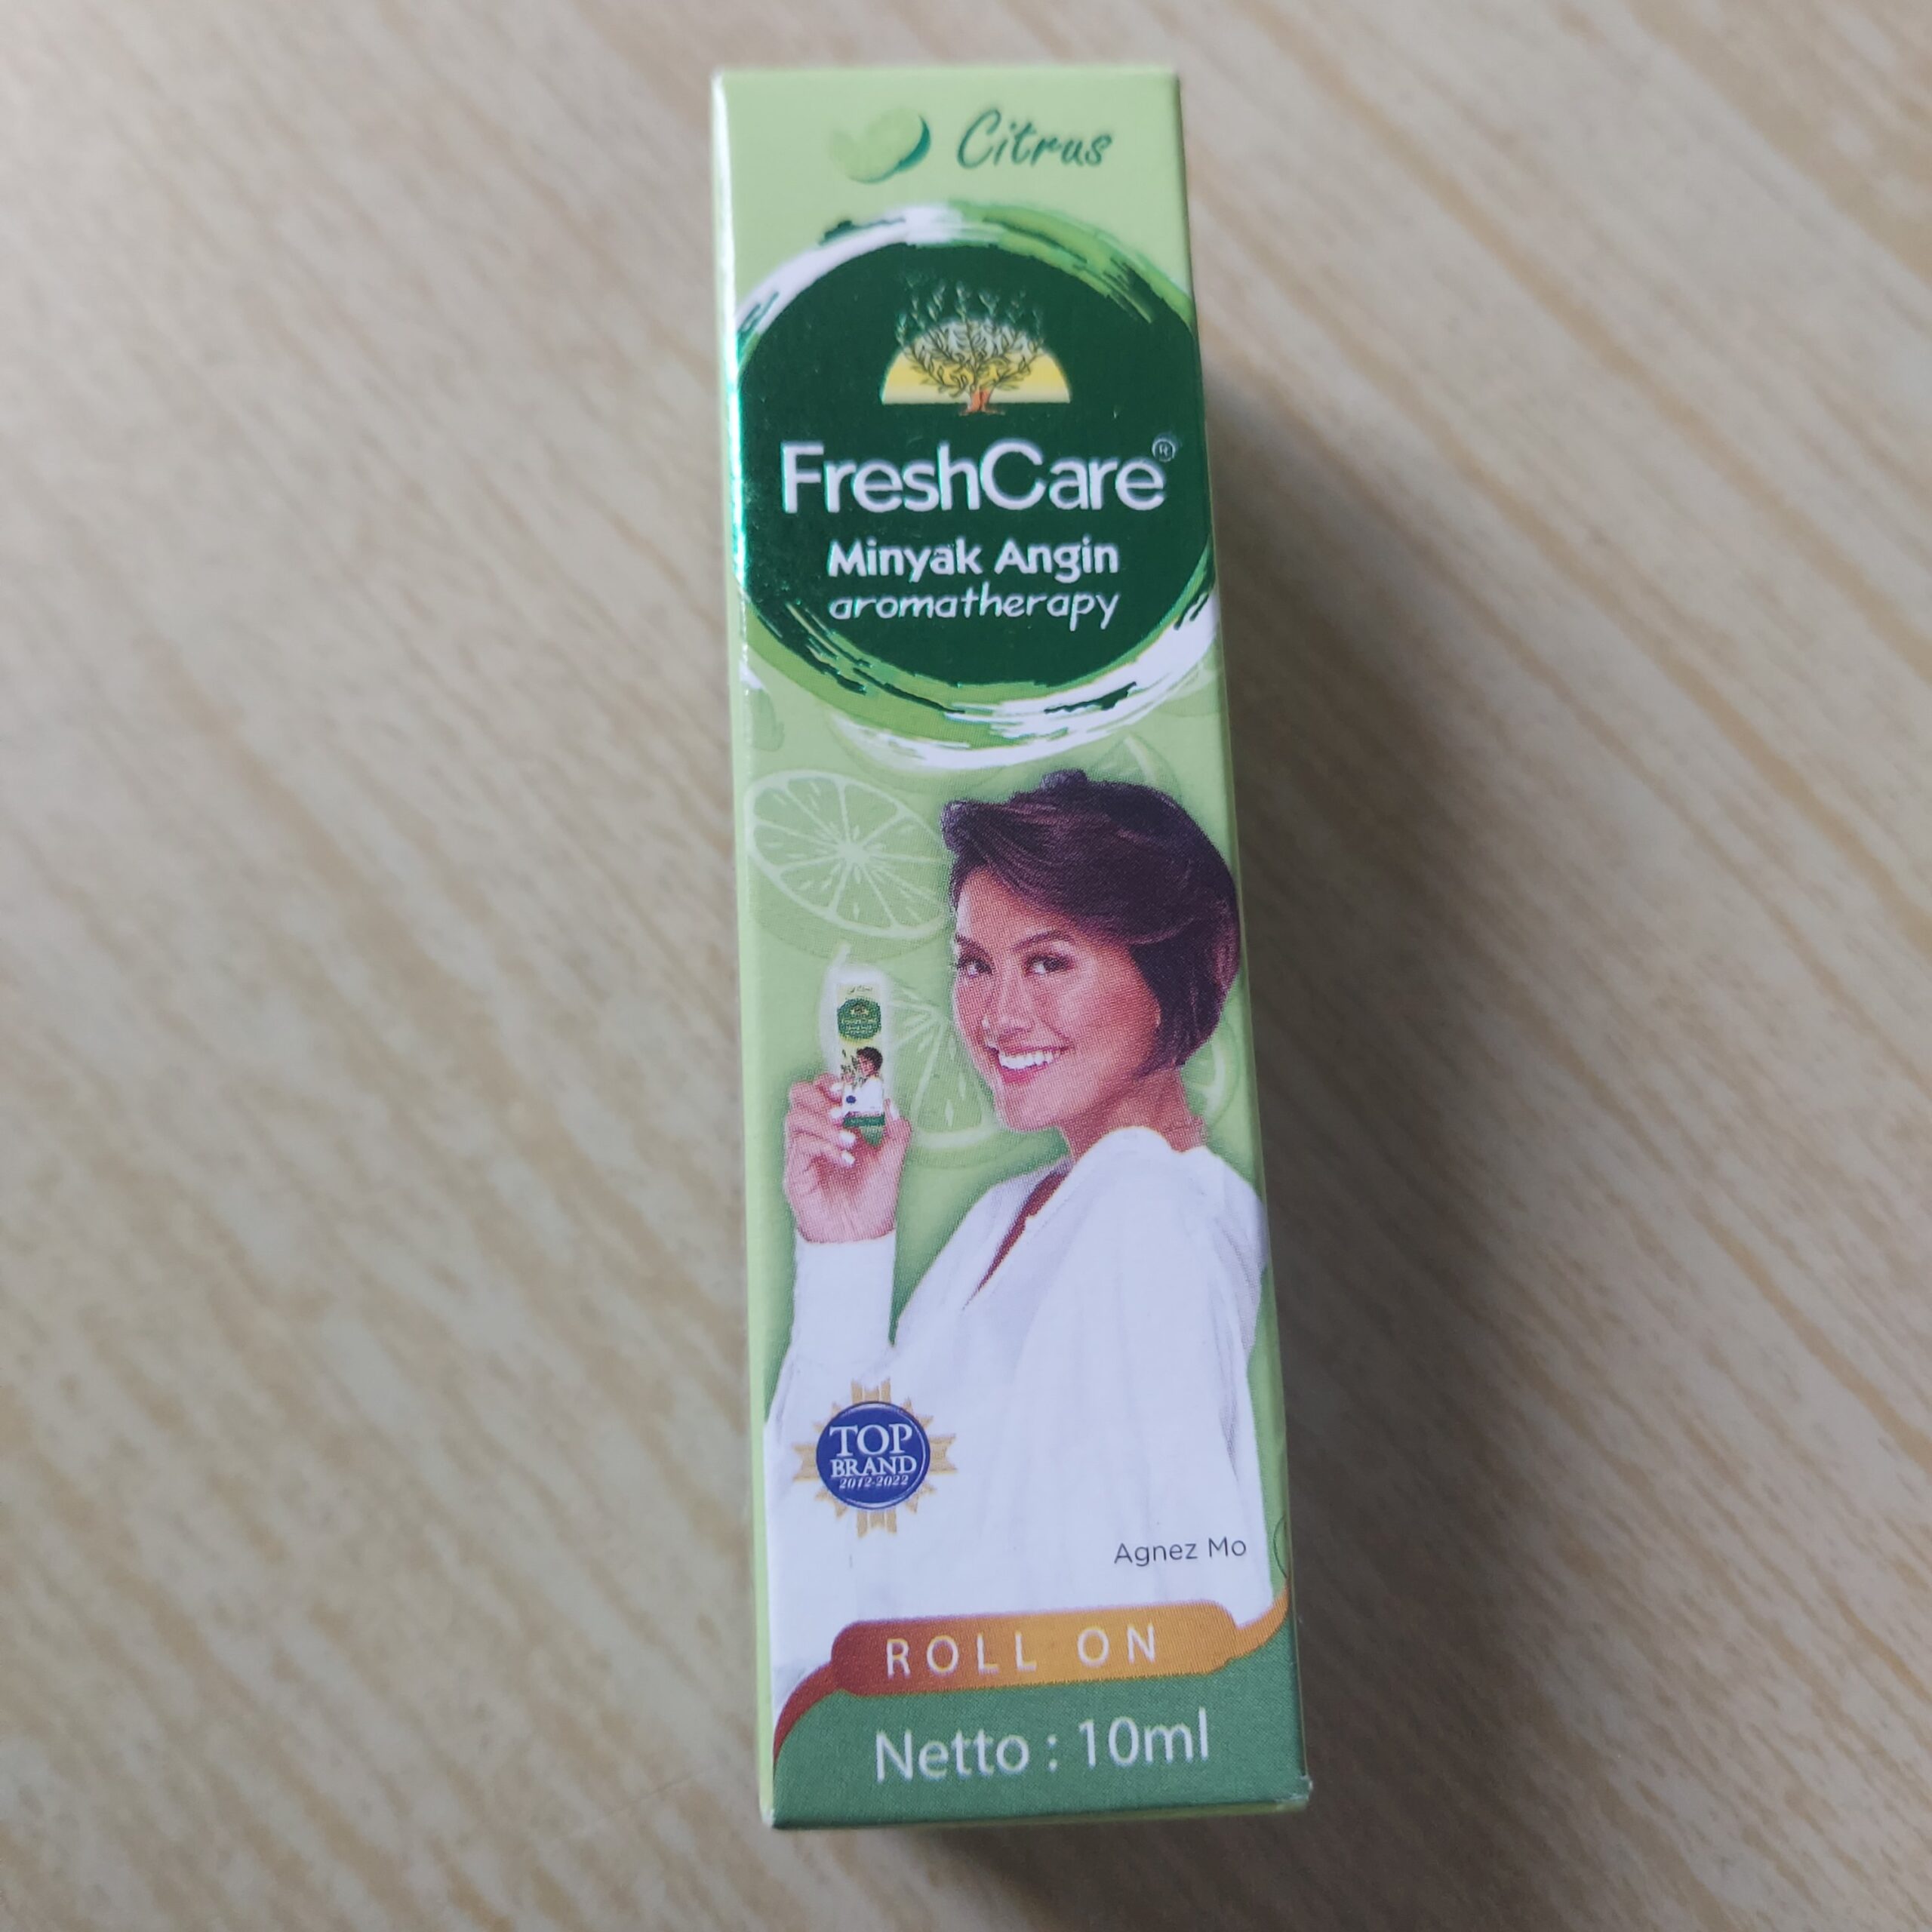 Citrus
FreshCare®
Minyak Angin
aromatherapy
TOP
BRAND
2012-2022
Agnez Mo
ROLL ON
Netto : 10ml